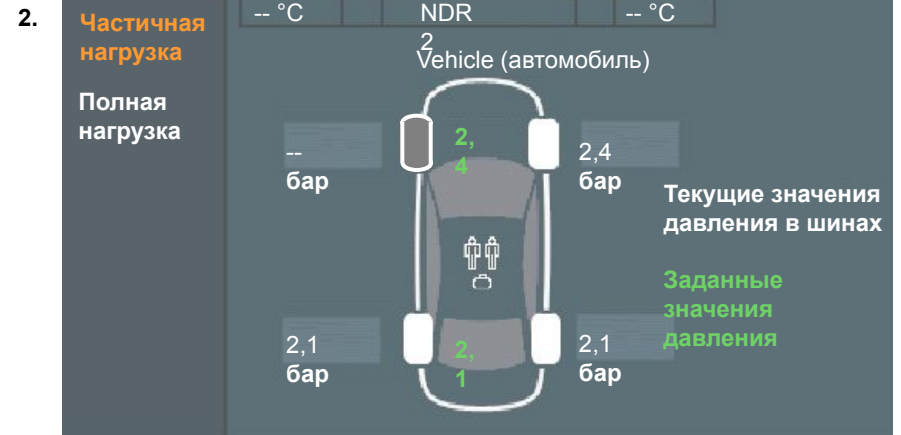 2.
Частичная
нагрузка
Полная
нагрузка
-- °C
NDR
2
-- °C
Vehicle (автомобиль)
--
бар
2,
4
2,4
бар
Текущие значения
давления в шинах
Заданные
значения
давления
2,1
бар
2,
1
2,1
бар